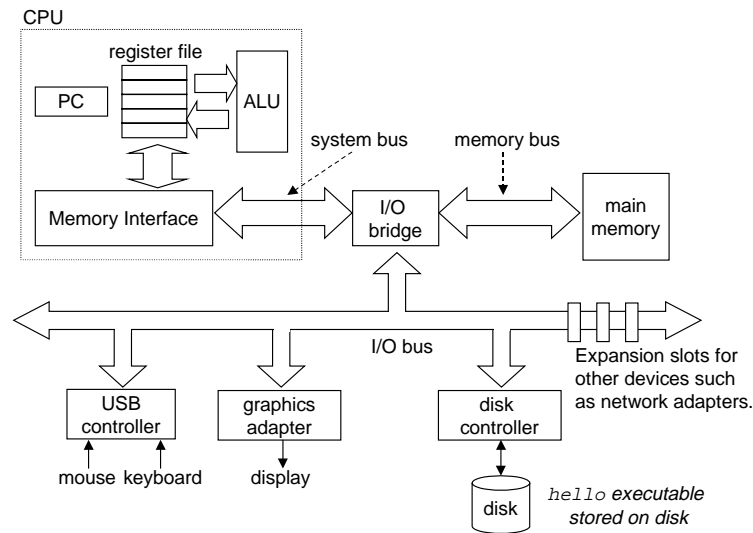 CPU
register file
PC
ALU
system bus
memory bus
Memory Interface
I/O
bridge
main
memory
I/O bus
Expansion slots for
other devices such
as network adapters.
USB
controller
graphics
adapter
disk
controller
mouse keyboard
display
disk
hello executable
stored on disk